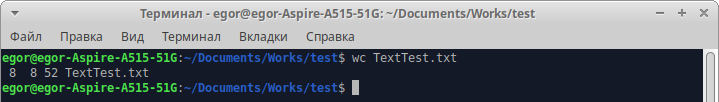 Терминал - egor@egor-Aspire-A515-51G: ~/Documents/Works/test
Файл Правка Вид Терминал Вкладки Справка
egor@egor-Aspire-A515-51G:~/Documents/Works/test$ wc TextTest.txt
 8  8 52 TextTest.txt
egor@egor-Aspire-A515-51G:~/Documents/Works/test$